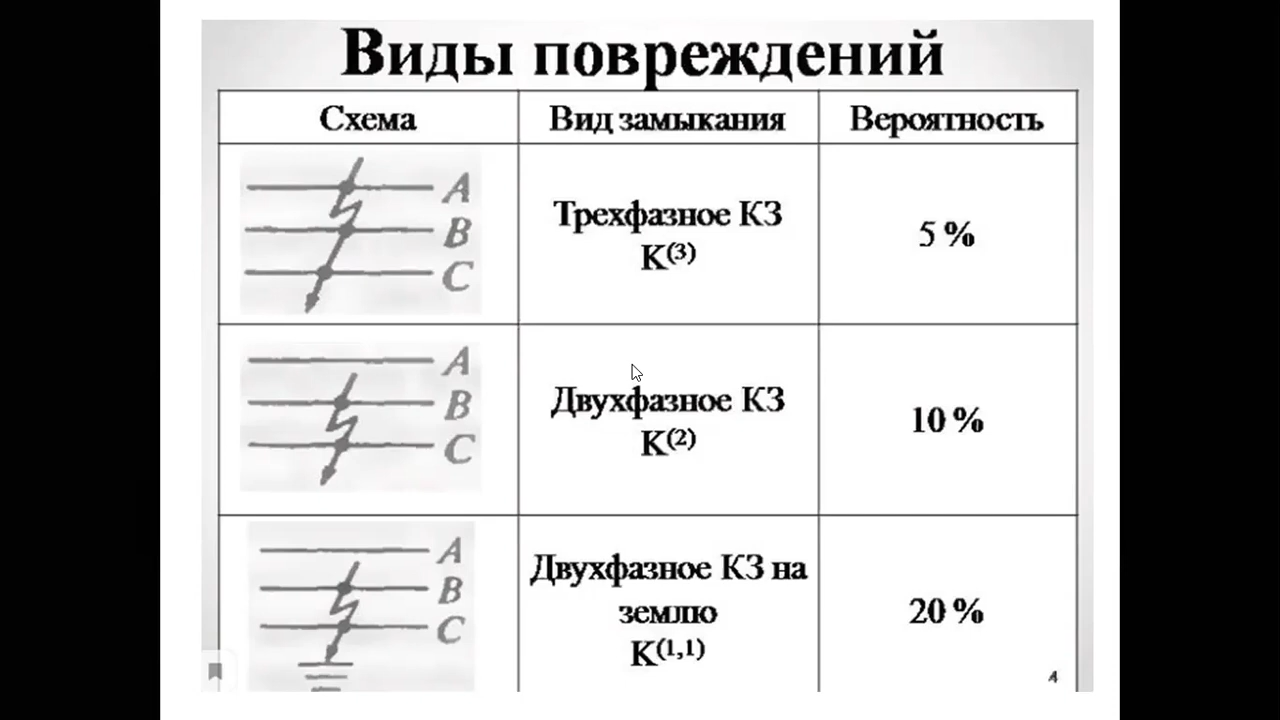 Виды повреждений
Схема Вид замыкания Вероятность
A
B
C
Трехфазное КЗ
К(3)
5 %
A
B
C
Двухфазное КЗ
К(2)
10 %
A
B
C
Двухфазное КЗ на
землю
К(1,1)
20 %
4